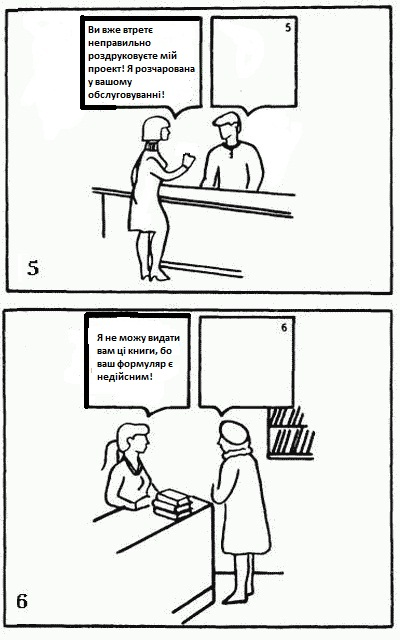 Ви вже втретє
неправильно
роздруковуєте мій
проект! Я розчарована
у вашому
обслуговуванні!
5
5
Я не можу видати
вам ці книги, бо
ваш формуляр є
недійсним!
6
6